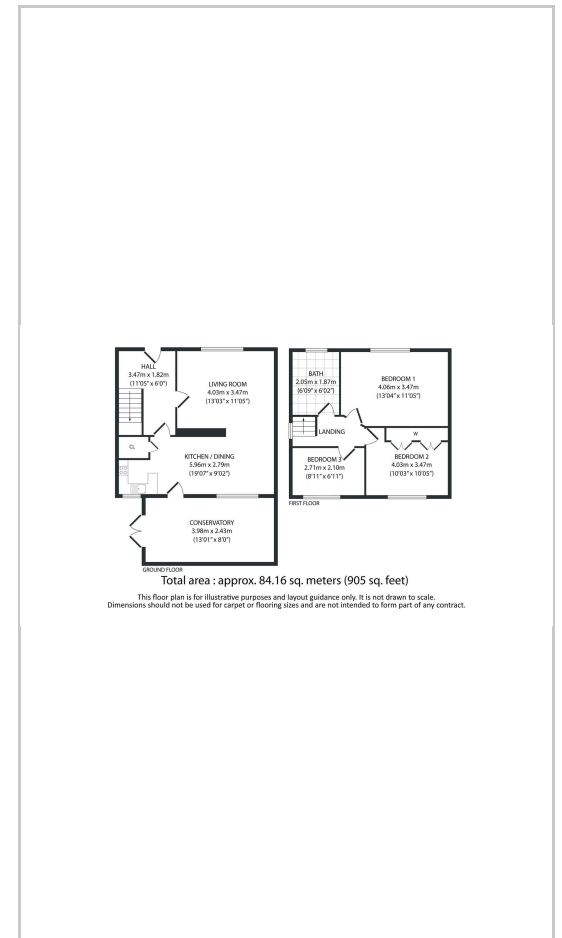 HALL
3.47m x 1.82m
(11'05" x 6'0")
LIVING ROOM
4.03m x 3.47m
(13'03" x 11'05")
CL
KITCHEN / DINING
5.96m x 2.79m
(19'07" x 9'02")
CONSERVATORY
3.98m x 2.43m
(13'01" x 8'0")
GROUND FLOOR
BATH
2.05m x 1.87m
(6'09" x 6'02")
BEDROOM 1
4.06m x 3.47m
(13'04" x 11'05")
LANDING
W
BEDROOM 3
2.71m x 2.10m
(8'11" x 6'11")
BEDROOM 2
4.03m x 3.47m
(10'03" x 10'05")
FIRST FLOOR
Total area : approx. 84.16 sq. meters (905 sq. feet)
This floor plan is for illustrative purposes and layout guidance only. It is not drawn to scale.
Dimensions should not be used for carpet or flooring sizes and are not intended to form part of any contract.